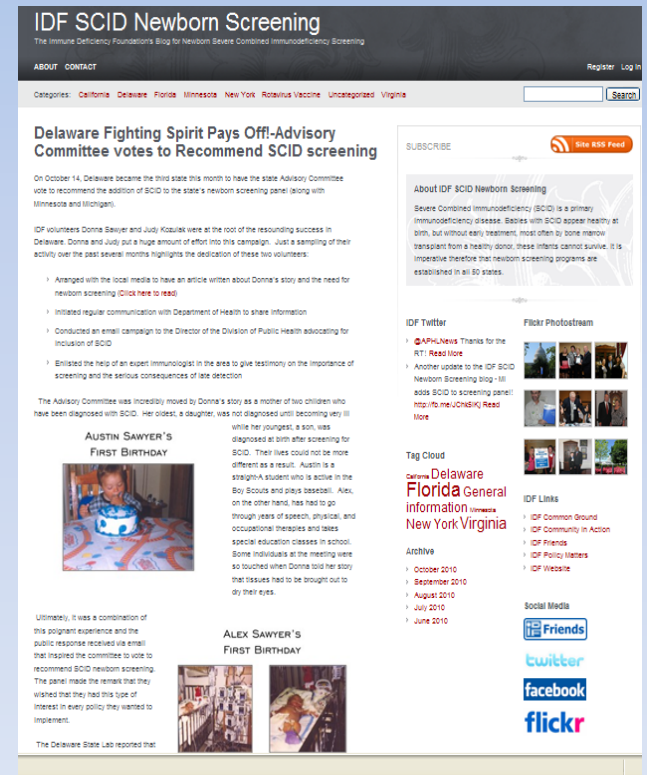 IDF SCID Newborn Screening
The Immune Deficiency Foundation's Blog for Newborn Severe Combined Immunodeficiency Screening
ABOUT CONTACT
Register Log in
Categories: California Delaware Florida Minnesota New York Rotavirus Vaccine Uncategorized Virginia
Search
Delaware Fighting Spirit Pays Off!-Advisory
Committee votes to Recommend SCID screening
On October 14, Delaware became the third state this month to have the state Advisory Committee
vote to recommend the addition of SCID to the state's newborn screening panel (along with
Minnesota and Michigan).
IDF volunteers Donna Sawyer and Judy Kozulak were at the root of the resounding success in
Delaware. Donna and Judy put a huge amount of effort into this campaign. Just a sampling of their
activity over the past several months highlights the dedication of these two volunteers:
Arranged with the local media to have an article written about Donna's story and the need for
newborn screening (Click here to read)
Initiated regular communication with Department of Health to share information
Conducted an email campaign to the Director of the Division of Public Health advocating for
inclusion of SCID
Enlisted the help of an expert immunologist in the area to give testimony on the importance of
screening and the serious consequences of late detection
The Advisory Committee was incredibly moved by Donna's story as a mother of two children who
have been diagnosed with SCID. Her oldest, a daughter, was not diagnosed until becoming very ill
while her youngest, a son, was
diagnosed at birth after screening for
SCID. Their lives could not be more
different as a result. Austin is a
straight-A student who is active in the
Boy Scouts and plays baseball. Alex,
on the other hand, has had to go
through years of speech, physical, and
occupational therapies and takes
special education classes in school.
Some individuals at the meeting were
so touched when Donna told her story
that tissues had to be brought out to
dry their eyes.
AUSTIN SAWYER'S
FIRST BIRTHDAY
Ultimately, it was a combination of
this poignant experience and the
public response received via email
that inspired the committee to vote to
recommend SCID newborn screening.
The panel made the remark that they
wished that they had this type of
interest in every policy they wanted to
implement.
The Delaware State Lab reported that
ALEX SAWYER'S
FIRST BIRTHDAY
SUBSCRIBE
Site RSS Feed
About IDF SCID Newborn Screening
Severe Combined Immunodeficiency (SCID) is a primary
immunodeficiency disease. Babies with SCID appear healthy at
birth, but without early treatment, most often by bone marrow
transplant from a healthy donor, these infants cannot survive. It is
imperative therefore that newborn screening programs are
established in all 50 states.
IDF Twitter
@APHLNews Thanks for the
RT! Read More
Another update to the IDF SCID
Newborn Screening blog - MI
adds SCID to screening panel!
http://fb.me/JChk5IKj Read
More
Tag Cloud
California Delaware
Florida General
information Minnesota
New York Virginia
Archive
October 2010
September 2010
August 2010
July 2010
June 2010
Flickr Photostream
IDF Links
IDF Common Ground
IDF Community in Action
IDF Friends
IDF Policy Matters
IDF Website
Social Media
Friends
twitter
facebook
flickr